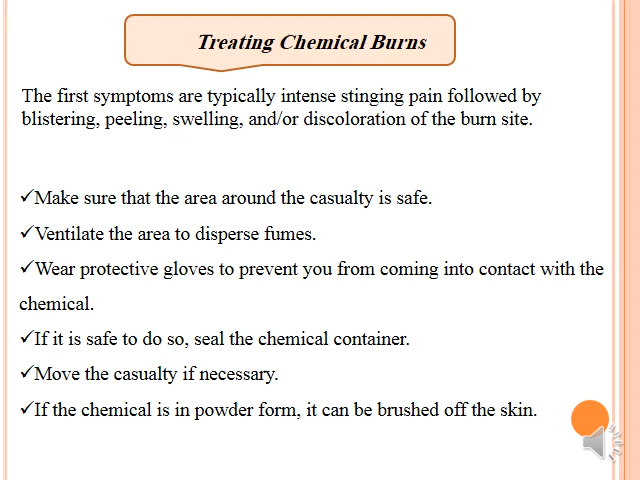 Treating Chemical Burns
The first symptoms are typically intense stinging pain followed by
blistering, peeling, swelling, and/or discoloration of the burn site.
✓Make sure that the area around the casualty is safe.
✓Ventilate the area to disperse fumes.
✓Wear protective gloves to prevent you from coming into contact with the
chemical.
✓If it is safe to do so, seal the chemical container.
✓Move the casualty if necessary.
✓If the chemical is in powder form, it can be brushed off the skin.